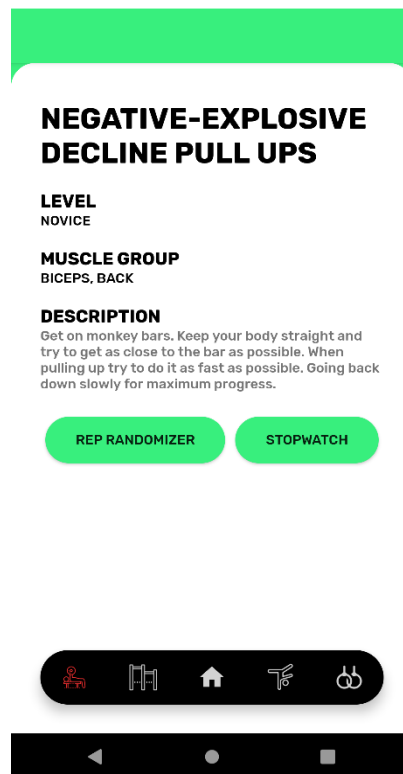 NEGATIVE-EXPLOSIVE
DECLINE PULL UPS
LEVEL
NOVICE
MUSCLE GROUP
BICEPS, BACK
DESCRIPTION
Get on monkey bars. Keep your body straight and
try to get as close to the bar as possible. When
pulling up try to do it as fast as possible. Going back
down slowly for maximum progress.
REP RANDOMIZER
STOPWATCH